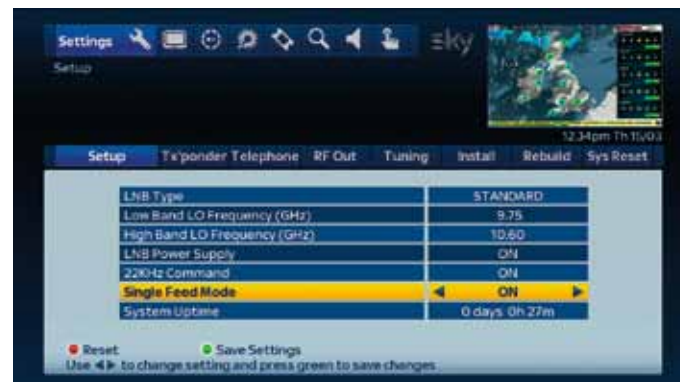 Settings
sky
Setup
12.34pm Th 15/03
Setup Tx'ponder Telephone RF Out Tuning Install Rebuild Sys Reset
LNB Type STANDARD
Low Band LO Frequency (GHz) 9.75
High Band LO Frequency (GHz) 10.60
LNB Power Supply ON
22KHz Command ON
Single Feed Mode ON
System Uptime 0 days 0h 27m
Reset Save Settings
Use ◀▶ to change setting and press green to save changes